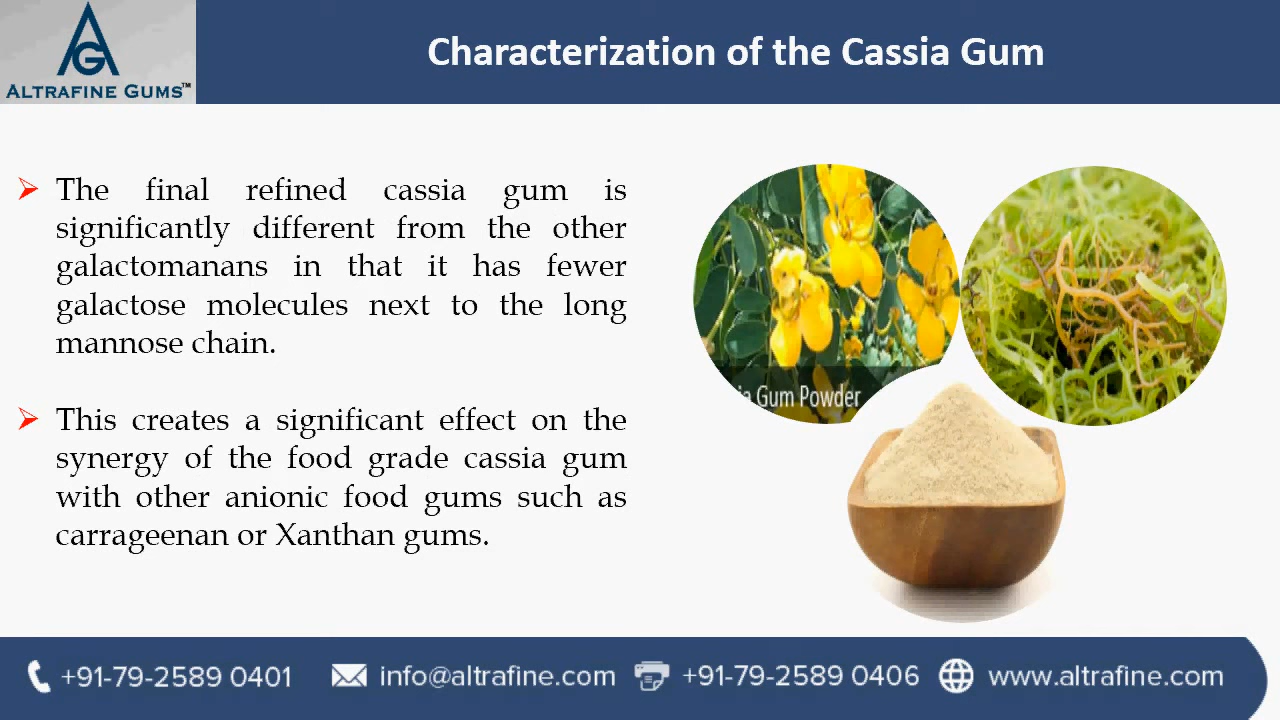 AG
ALTRAFINE GUMS™
Characterization of the Cassia Gum
The final refined cassia gum is
significantly different from the other
galactomanans in that it has fewer
galactose molecules next to the long
mannose chain.
This creates a significant effect on the
synergy of the food grade cassia gum
with other anionic food gums such as
carrageenan or Xanthan gums.
Gum Powder
+91-79-2589 0401
info@altrafine.com
+91-79-2589 0406
www.altrafine.com